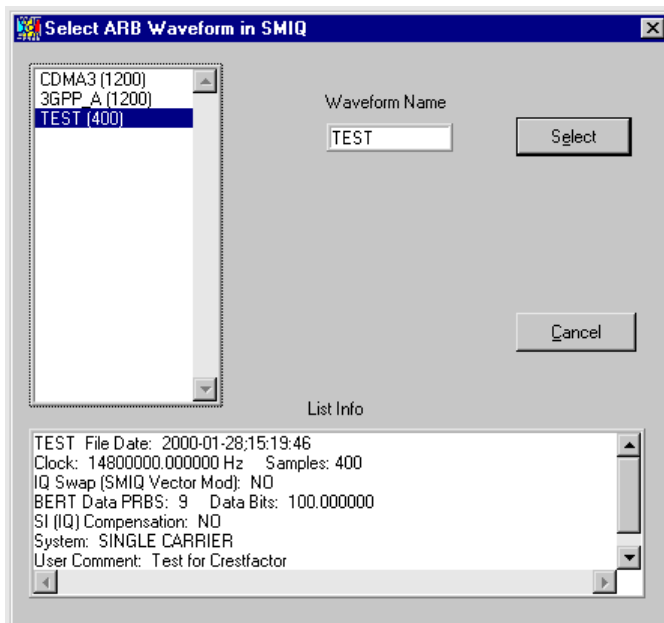 Select ARB Waveform in SMIQ
CDMA3 (1200)
3GPP_A (1200)
TEST (400)
Waveform Name
TEST
Select
Cancel
List Info
TEST  File Date:  2000-01-28;15:19:46
Clock:  14800000.000000 Hz    Samples: 400
IQ Swap (SMIQ Vector Mod):  NO
BERT Data PRBS:  9    Data Bits:  100.000000
SI (IQ) Compensation:  NO
System:  SINGLE CARRIER
User Comment:  Test for Crestfactor